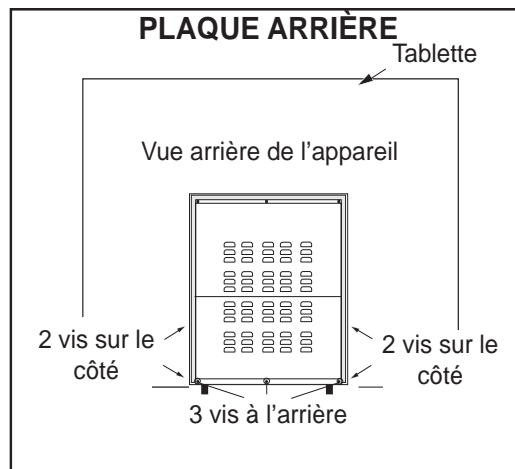 PLAQUE ARRIÈRE
Tablette
Vue arrière de l’appareil
2 vis sur le
côté
2 vis sur le
côté
3 vis à l’arrière